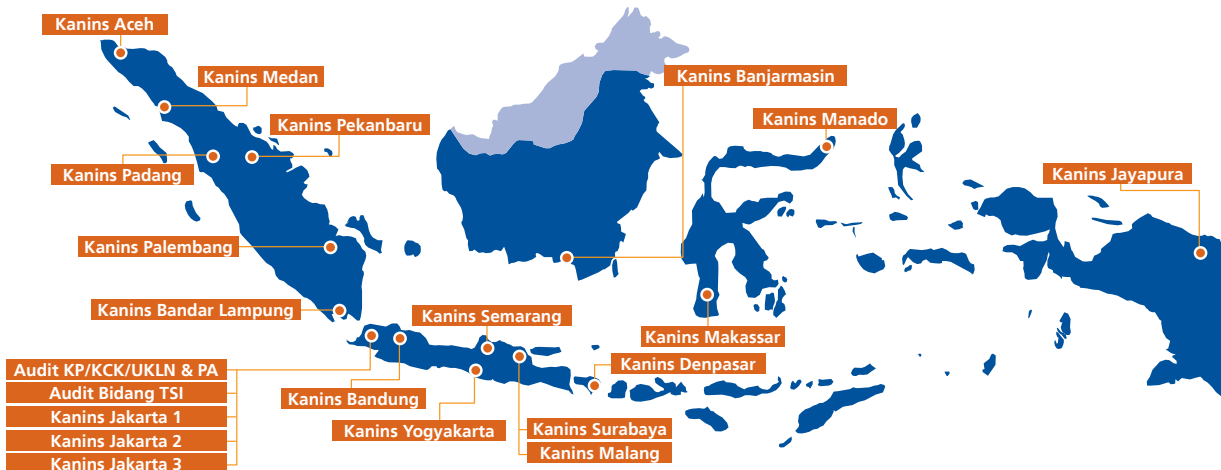 Kanins Aceh
Kanins Medan
Kanins Banjarmasin
Kanins Manado
Kanins Pekanbaru
Kanins Padang
Kanins Jayapura
Kanins Palembang
Kanins Bandar Lampung
Kanins Semarang
Kanins Makassar
Kanins Denpasar
Audit KP/KCK/UKLN & PA
Audit Bidang TSI
Kanins Jakarta 1
Kanins Jakarta 2
Kanins Jakarta 3
Kanins Bandung
Kanins Yogyakarta
Kanins Surabaya
Kanins Malang